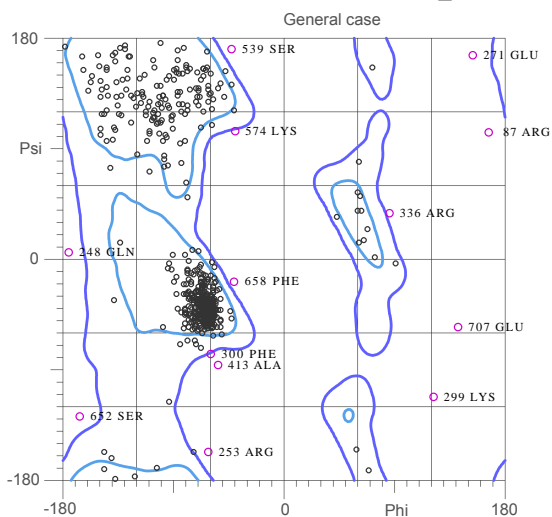 General case
180
539 SER
271 GLU
574 LYS
87 ARG
Psi
336 ARG
248 GLN
0
658 PHE
707 GLU
300 PHE
413 ALA
299 LYS
652 SER
253 ARG
-180
-180
0
Phi
180